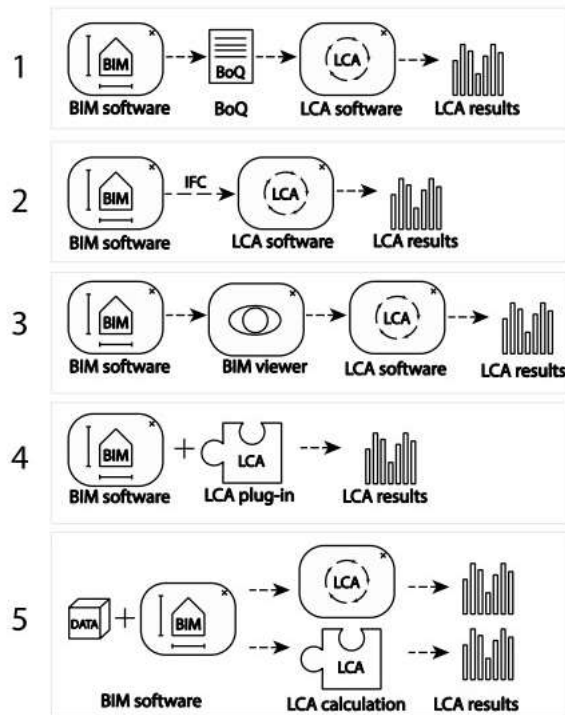 1
BIM
BoQ
LCA
BIM software
BoQ
LCA software
LCA results
2
BIM
IFC
LCA
BIM software
LCA software
LCA results
3
BIM
LCA
BIM software
BIM viewer
LCA software
LCA results
4
BIM
LCA
BIM software
LCA plug-in
LCA results
5
DATA
BIM
LCA
LCA
BIM software
LCA calculation
LCA results